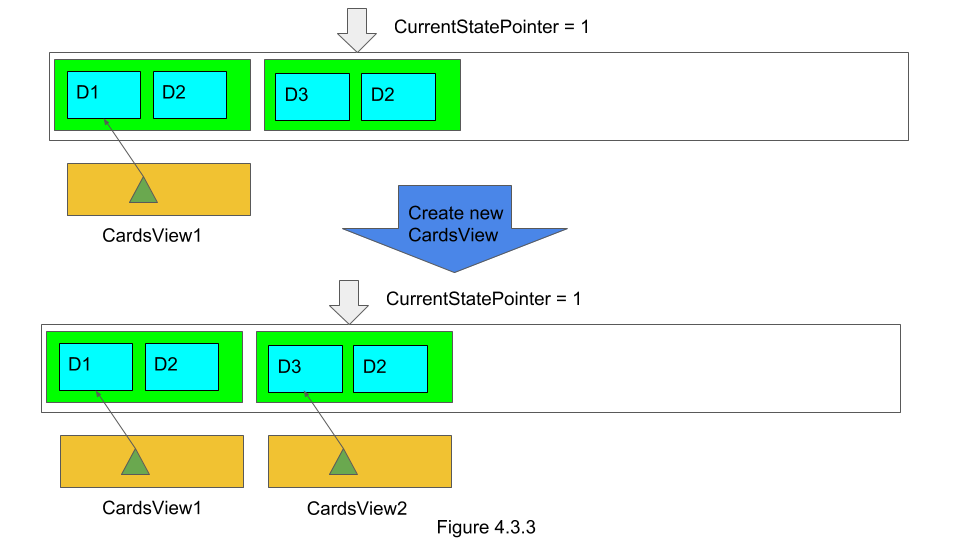 CurrentStatePointer = 1
D1
D2
D3
D2
CardsView1
Create new
CardsView
CurrentStatePointer = 1
D1
D2
D3
D2
CardsView1
CardsView2
Figure 4.3.3